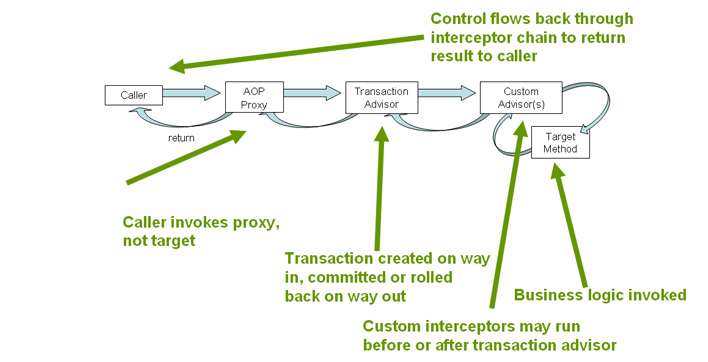 Control flows back through
interceptor chain to return
result to caller
Caller
AOP
Proxy
Transaction
Advisor
Custom
Advisor(s)
return
Target
Method
Caller invokes proxy,
not target
Transaction created on way
in, committed or rolled
back on way out
Business logic invoked
Custom interceptors may run
before or after transaction advisor